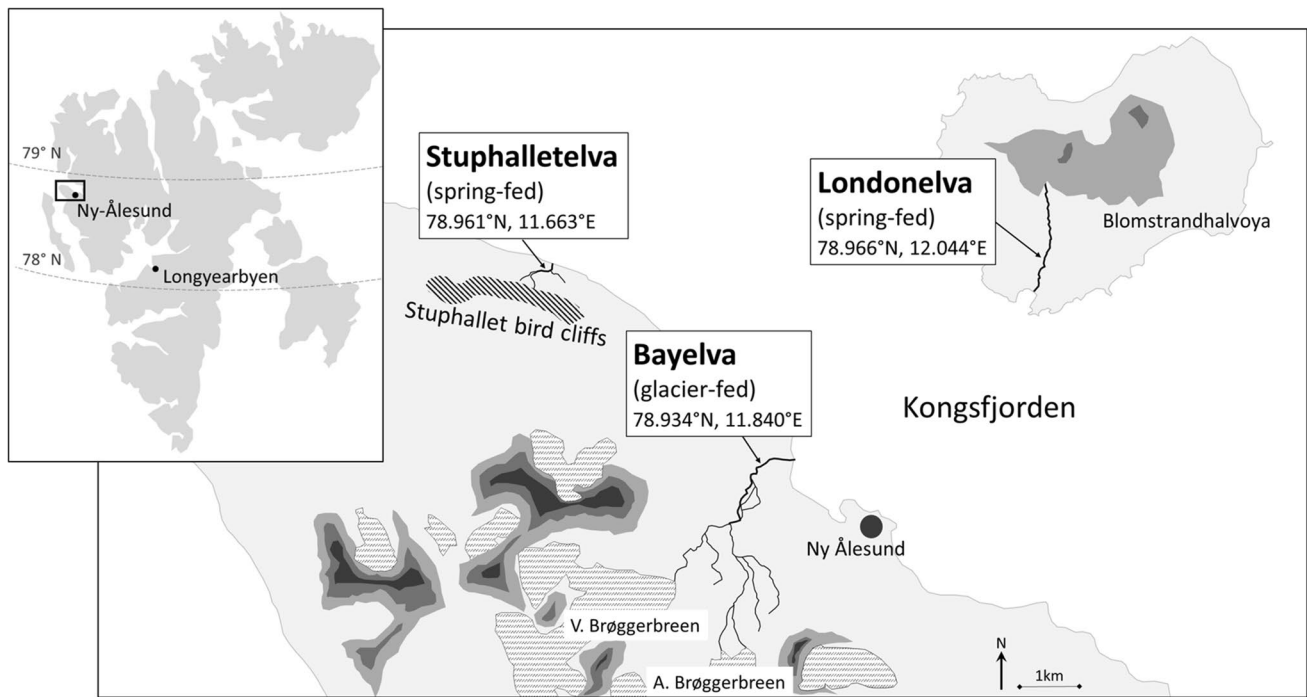 79° N
Ny-Ålesund
78° N
Longyearbyen
Stuphalletelva
(spring-fed)
78.961°N, 11.663°E
Stuphallet bird cliffs
Londonelva
(spring-fed)
78.966°N, 12.044°E
Blomstrandhalvoya
Bayelva
(glacier-fed)
78.934°N, 11.840°E
Kongsfjorden
Ny Ålesund
V. Brøggerbreen
A. Brøggerbreen
N
1km